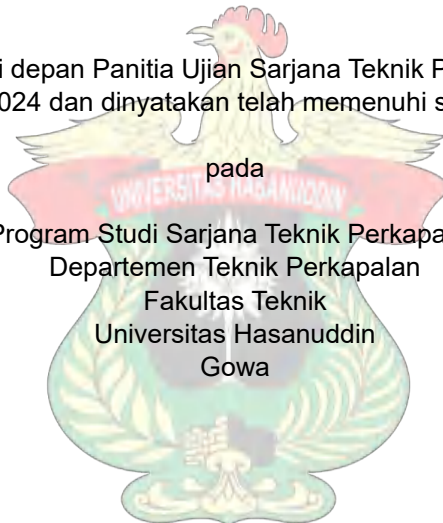 i depan Panitia Ujian Sarjana Teknik P
024 dan dinyatakan telah memenuhi s
pada
UNIVERSITAS HASANUDDIN
Program Studi Sarjana Teknik Perkapa
Departemen Teknik Perkapalan
Fakultas Teknik
Universitas Hasanuddin
Gowa